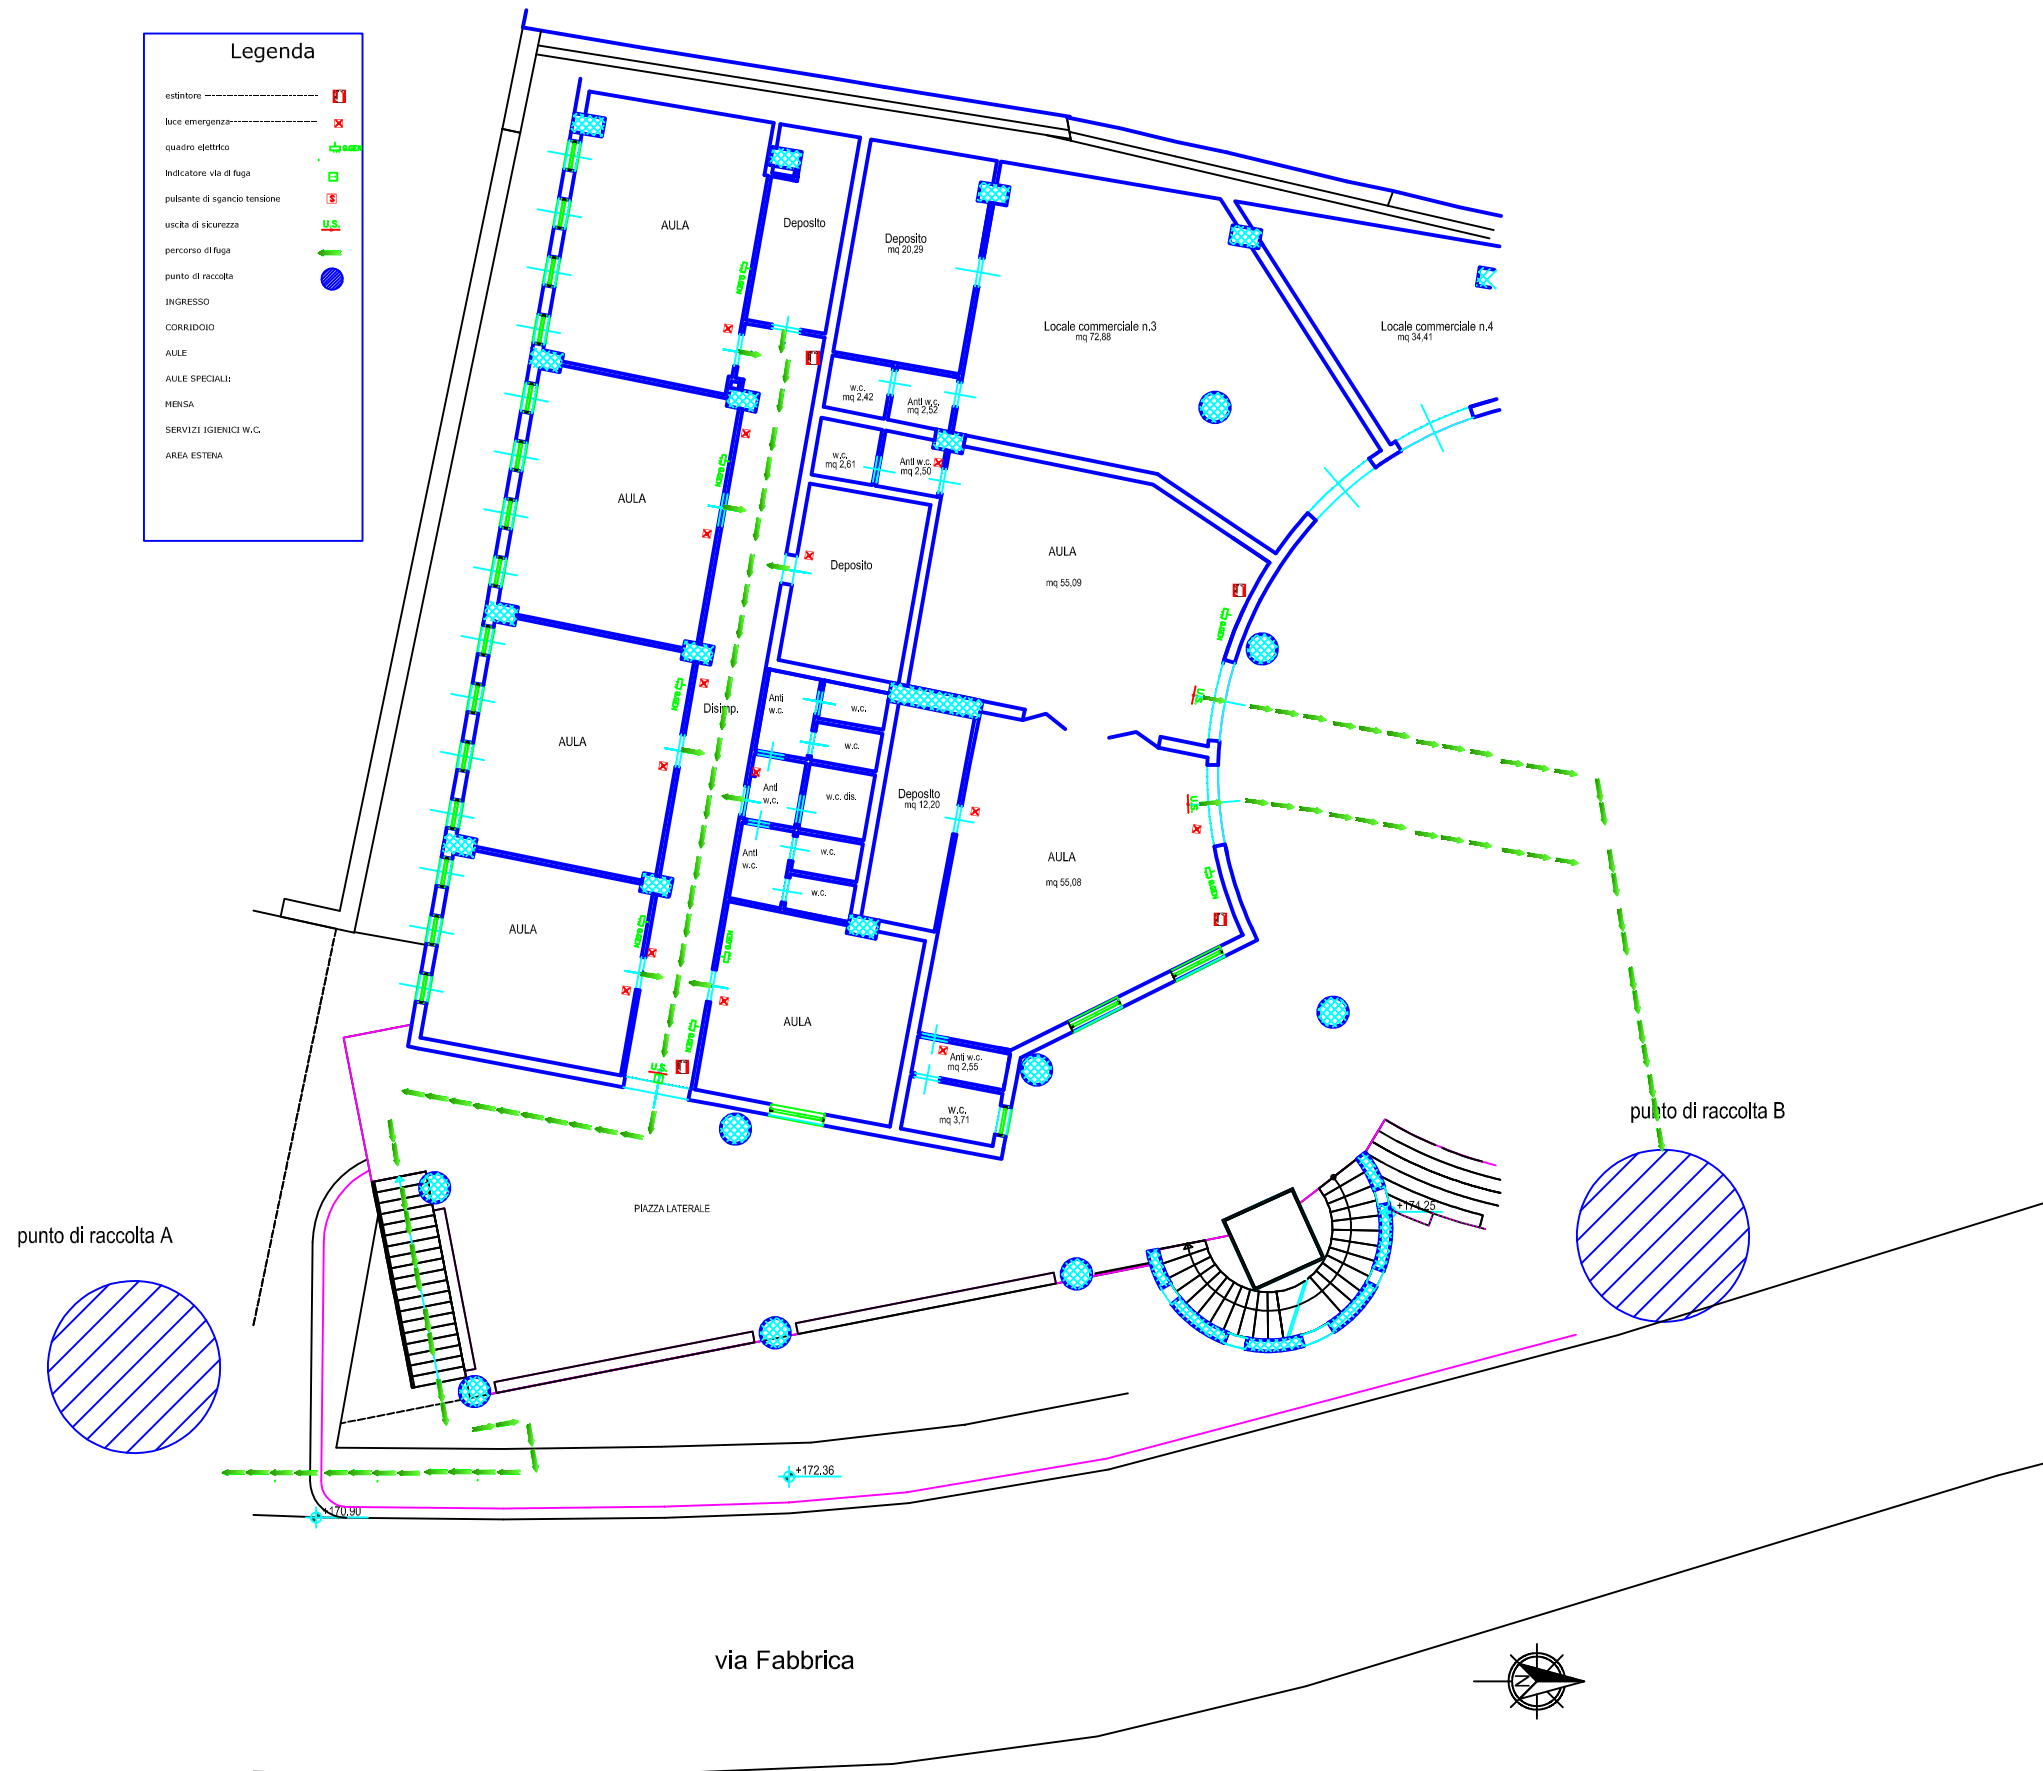 Legenda
estintore
luce emergenza
quadro elettrico
indicatore via di fuga
pulsante di sgancio tensione
S
uscita di sicurezza
U.S.
percorso di fuga
punto di raccolta
INGRESSO
CORRIDOIO
AULE
AULE SPECIALI:
MENSA
SERVIZI IGIENICI W.C.
AREA ESTENA
AULA
Deposito
Deposito
mq 20,29
Locale commerciale n.3
mq 72,88
Locale commerciale n.4
mq 34,41
w.c.
mq 2,42
Anti w.c.
mq 2,52
w.c.
mq 2,61
Anti w.c.
mq 2,50
AULA
Deposito
AULA
mq 55,09
Disimp.
Anti
w.c.
w.c.
w.c.
AULA
Anti
w.c.
w.c. dis.
Deposito
mq 12,20
U.S.
U.S.
Anti
w.c.
w.c.
w.c.
AULA
mq 55,08
AULA
AULA
Anti w.c.
mq 2,55
w.c.
mq 3,71
U.S.
punto di raccolta B
PIAZZA LATERALE
+174.25
punto di raccolta A
+172.36
+170.90
via Fabbrica
N